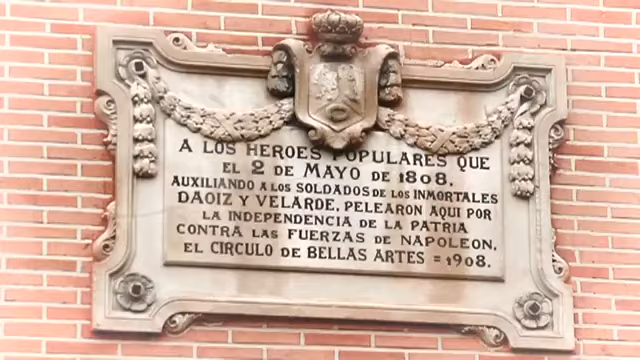 A LOS HEROES POPULARES QUE
EL 2 DE MAYO DE 1808,
AUXILIANDO A LOS SOLDADOS DE LOS INMORTALES
DAOIZ Y VELARDE, PELEARON AQUI POR
LA INDEPENDENCIA DE LA PATRIA
CONTRA LAS FUERZAS DE NAPOLEON,
EL CIRCULO DE BELLAS ARTES = 1908.